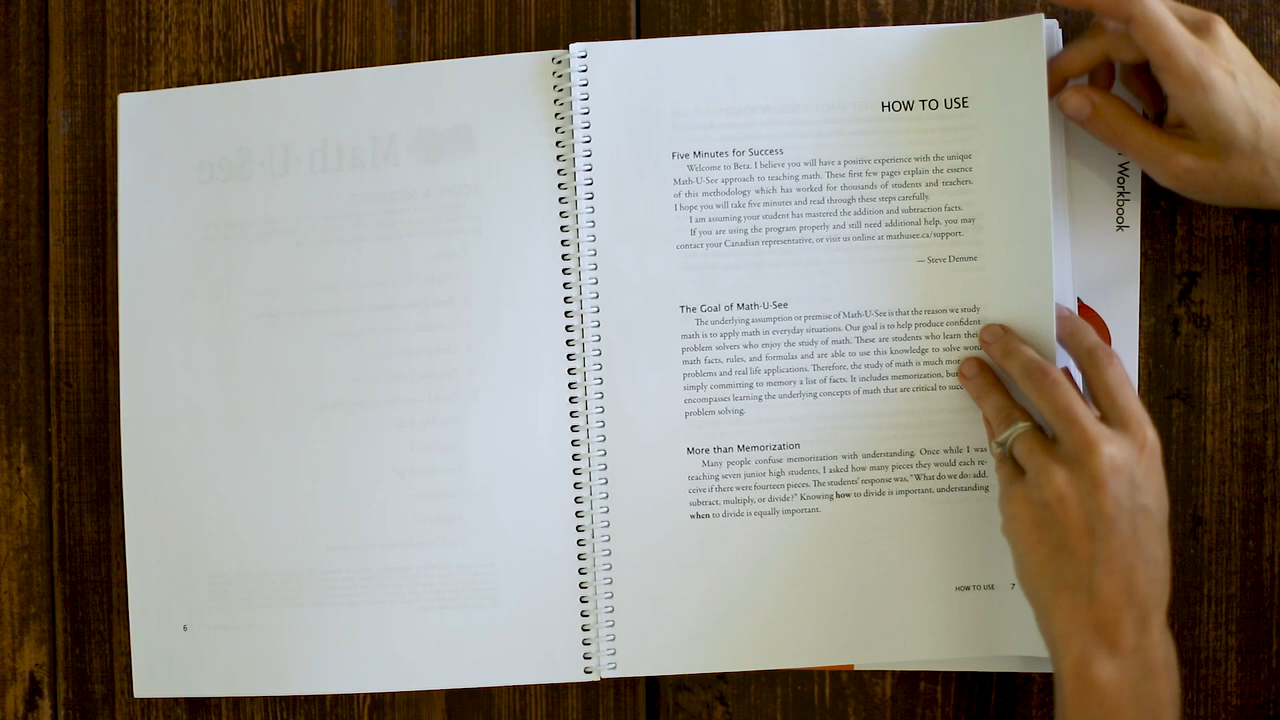 Math·U·See
6
HOW TO USE
Five Minutes for Success
Welcome to Beta. I believe you will have a positive experience with the unique
Math-U-See approach to teaching math. These first few pages explain the essence
of this methodology which has worked for thousands of students and teachers.
I hope you will take five minutes and read through these steps carefully.
I am assuming your student has mastered the addition and subtraction facts.
If you are using the program properly and still need additional help, you may
contact your Canadian representative, or visit us online at mathusee.ca/support.
— Steve Demme
The Goal of Math-U-See
The underlying assumption or premise of Math-U-See is that the reason we study
math is to apply math in everyday situations. Our goal is to help produce confident
problem solvers who enjoy the study of math. These are students who learn their
math facts, rules, and formulas and are able to use this knowledge to solve word
problems and real life applications. Therefore, the study of math is much more
simply committing to memory a list of facts. It includes memorization, but
encompasses learning the underlying concepts of math that are critical to
problem solving.
More than Memorization
Many people confuse memorization with understanding. Once while I was
teaching seven junior high students, I asked how many pieces they would each re-
ceive if there were fourteen pieces. The students' response was, "What do we do: add,
subtract, multiply, or divide?" Knowing how to divide is important, understanding
when to divide is equally important.
HOW TO USE 7
Workbook